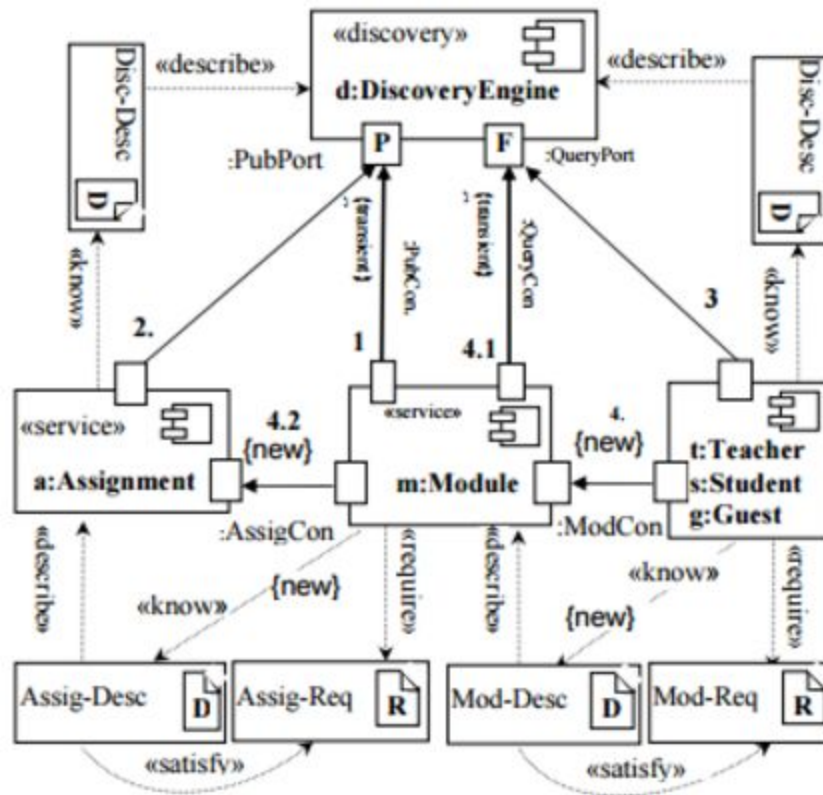 «discovery»
d:DiscoveryEngine
«describe»
«describe»
Disc-Desc
D
Disc-Desc
D
P
F
:PubPort
:QueryPort
{transient}
:PubCon.
{transient}
:QueryCon
«know»
«know»
2.
1
4.1
3
«service»
a:Assignment
4.2
{new}
«service»
m:Module
4.
{new}
t:Teacher
s:Student
g:Guest
:AssigCon
:ModCon
«describe»
«know»
{new}
«require»
«describe»
«know»
{new}
«require»
Assig-Desc
D
Assig-Req
R
Mod-Desc
D
Mod-Req
R
«satisfy»
«satisfy»